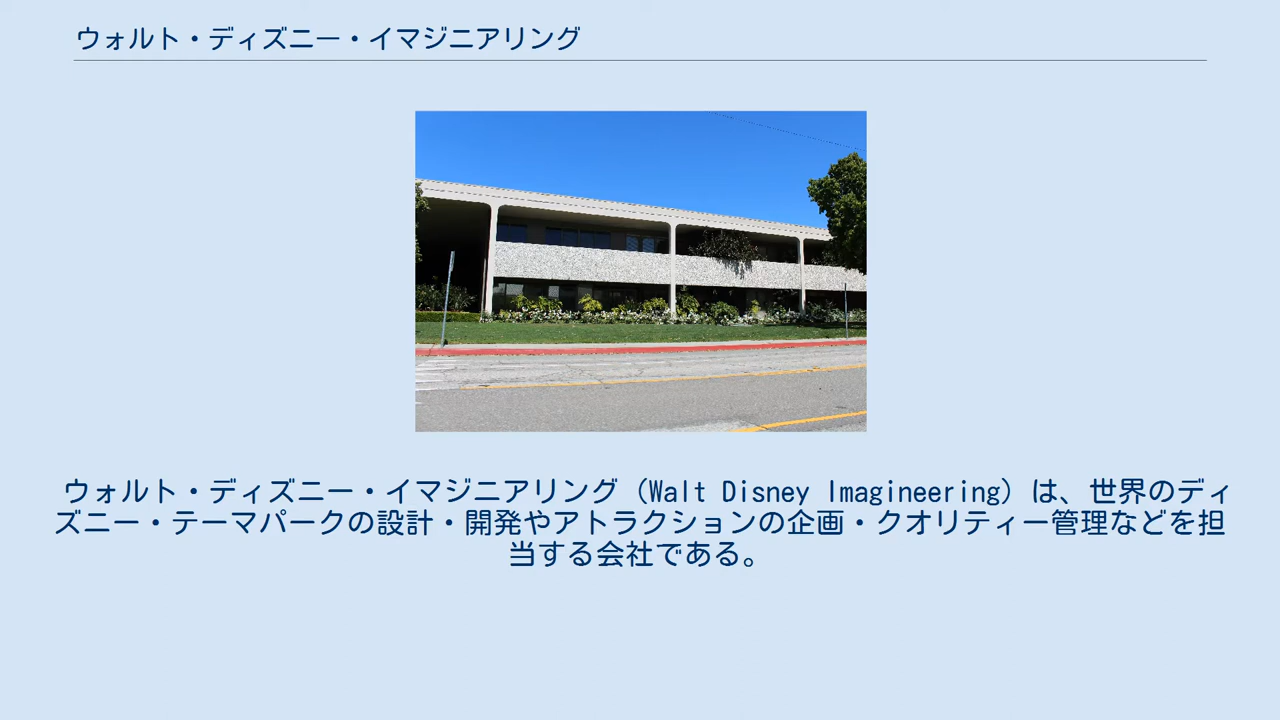 ウォルト・ディズニー・イマジニアリング
ウォルト・ディズニー・イマジニアリング（Walt Disney Imagineering）は、世界のディ
ズニー・テーマパークの設計・開発やアトラクションの企画・クオリティー管理などを担
当する会社である。